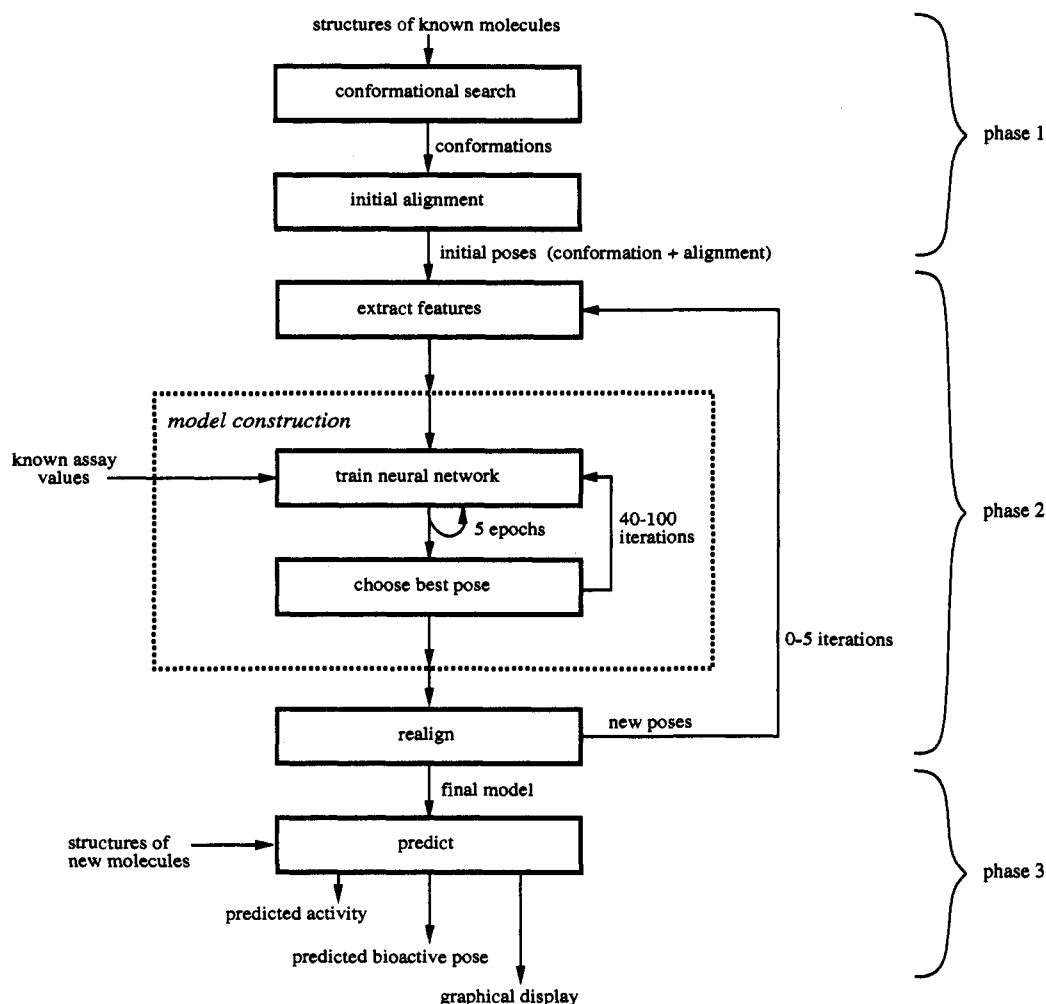 structures of known molecules
conformational search
phase 1
conformations
initial alignment
initial poses (conformation + alignment)
extract features
model construction
known assay
values
train neural network
40-100
iterations
phase 2
5 epochs
choose best pose
0-5 iterations
realign
new poses
final model
structures of
new molecules
predict
phase 3
predicted activity
predicted bioactive pose
graphical display